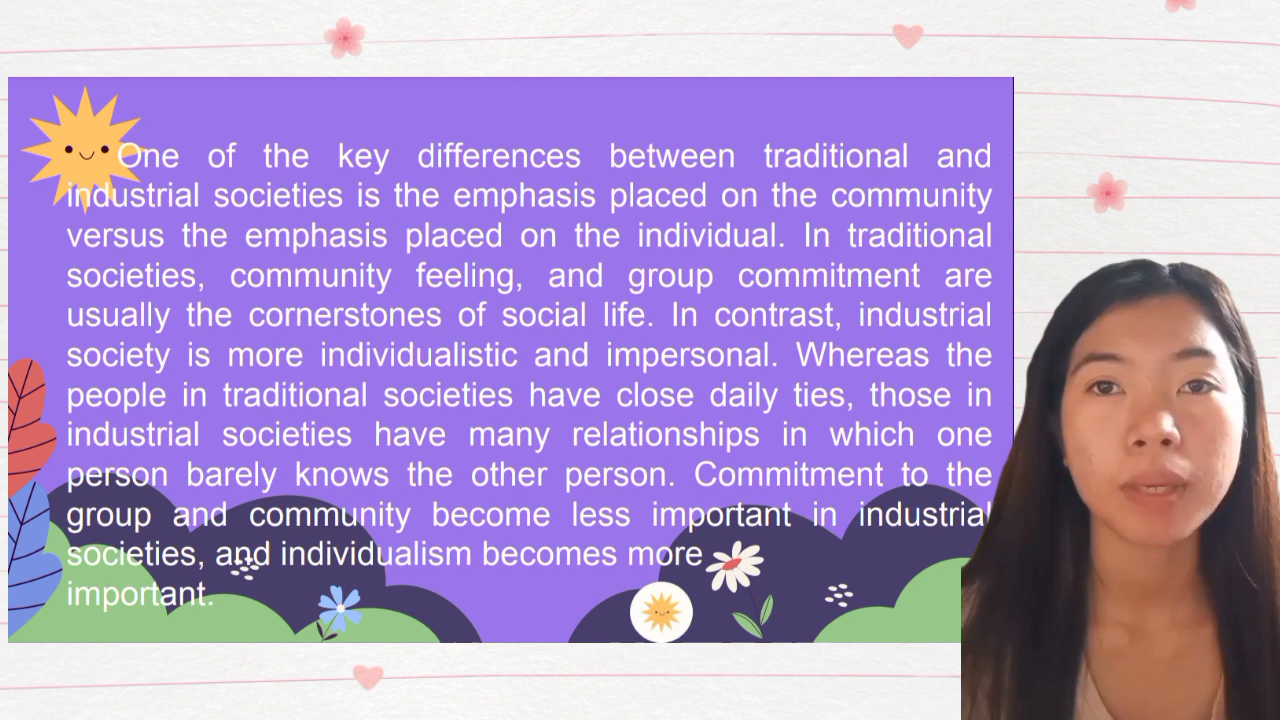 One of the key differences between traditional and
industrial societies is the emphasis placed on the community
versus the emphasis placed on the individual. In traditional
societies, community feeling, and group commitment are
usually the cornerstones of social life. In contrast, industrial
society is more individualistic and impersonal. Whereas the
people in traditional societies have close daily ties, those in
industrial societies have many relationships in which one
person barely knows the other person. Commitment to the
group and community become less important in industrial
societies, and individualism becomes more
important.